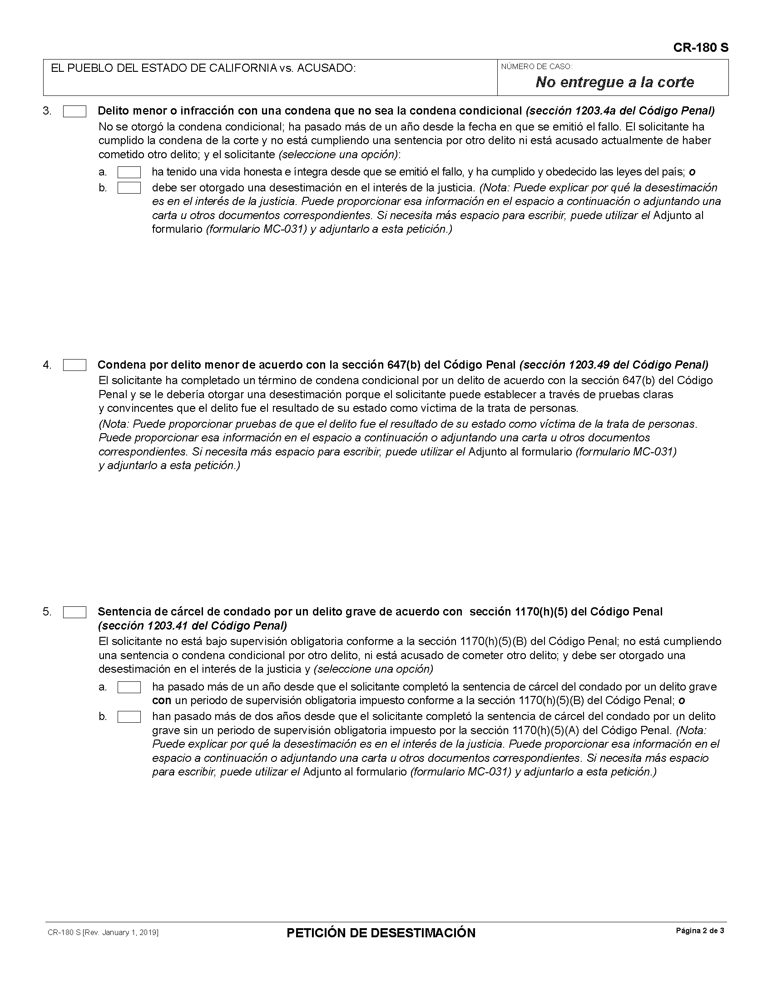 CR-180 S
EL PUEBLO DEL ESTADO DE CALIFORNIA vs. ACUSADO:
NÚMERO DE CASO:
No entregue a la corte
3. Delito menor o infracción con una condena que no sea la condena condicional (sección 1203.4a del Código Penal)
No se otorgó la condena condicional; ha pasado más de un año desde la fecha en que se emitió el fallo. El solicitante ha
cumplido la condena de la corte y no está cumpliendo una sentencia por otro delito ni está acusado actualmente de haber
cometido otro delito; y el solicitante (seleccione una opción):
a. ha tenido una vida honesta e íntegra desde que se emitió el fallo, y ha cumplido y obedecido las leyes del país; o
b. debe ser otorgado una desestimación en el interés de la justicia. (Nota: Puede explicar por qué la desestimación
es en el interés de la justicia. Puede proporcionar esa información en el espacio a continuación o adjuntando una
carta u otros documentos correspondientes. Si necesita más espacio para escribir, puede utilizar el Adjunto al
formulario (formulario MC-031) y adjuntarlo a esta petición.)
4. Condena por delito menor de acuerdo con la sección 647(b) del Código Penal (sección 1203.49 del Código Penal)
El solicitante ha completado un término de condena condicional por un delito de acuerdo con la sección 647(b) del Código
Penal y se le debería otorgar una desestimación porque el solicitante puede establecer a través de pruebas claras
y convincentes que el delito fue el resultado de su estado como víctima de la trata de personas.
(Nota: Puede proporcionar pruebas de que el delito fue el resultado de su estado como víctima de la trata de personas.
Puede proporcionar esa información en el espacio a continuación o adjuntando una carta u otros documentos
correspondientes. Si necesita más espacio para escribir, puede utilizar el Adjunto al formulario (formulario MC-031)
y adjuntarlo a esta petición.)
5. Sentencia de cárcel de condado por un delito grave de acuerdo con sección 1170(h)(5) del Código Penal
(sección 1203.41 del Código Penal)
El solicitante no está bajo supervisión obligatoria conforme a la sección 1170(h)(5)(B) del Código Penal; no está cumpliendo
una sentencia o condena condicional por otro delito, ni está acusado de cometer otro delito; y debe ser otorgado una
desestimación en el interés de la justicia y (seleccione una opción)
a. ha pasado más de un año desde que el solicitante completó la sentencia de cárcel del condado por un delito grave
con un periodo de supervisión obligatoria impuesto conforme a la sección 1170(h)(5)(B) del Código Penal; o
b. han pasado más de dos años desde que el solicitante completó la sentencia de cárcel del condado por un delito
grave sin un periodo de supervisión obligatoria impuesto por la sección 1170(h)(5)(A) del Código Penal. (Nota:
Puede explicar por qué la desestimación es en el interés de la justicia. Puede proporcionar esa información en el
espacio a continuación o adjuntando una carta u otros documentos correspondientes. Si necesita más espacio
para escribir, puede utilizar el Adjunto al formulario (formulario MC-031) y adjuntarlo a esta petición.)
CR-180 S [Rev. January 1, 2019]
PETICIÓN DE DESESTIMACIÓN
Página 2 de 3